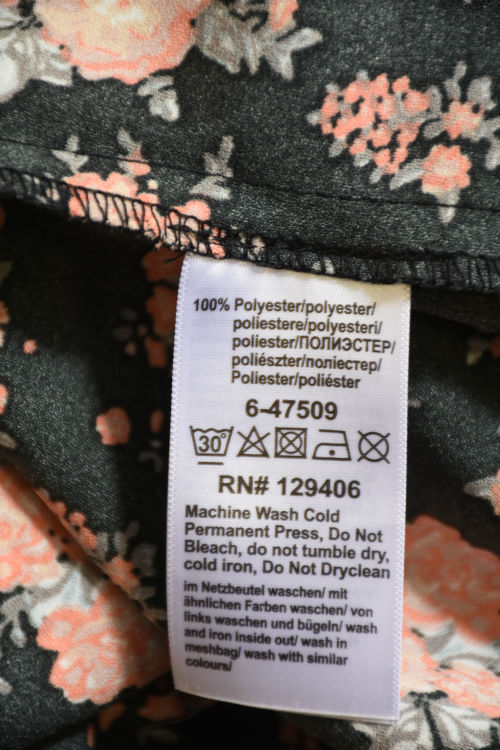 100% Polyester/polyester/
poliestere/polyesteri/
poliester/ПОЛИЭСТЕР/
poliészter/поліестер/
Poliester/poliéster
6-47509
30°
RN# 129406
Machine Wash Cold
Permanent Press, Do Not
Bleach, do not tumble dry,
cold iron, Do Not Dryclean
im Netzbeutel waschen/ mit
ähnlichen Farben waschen/ von
links waschen und bügeln/ wash
and iron inside out/ wash in
meshbag/ wash with similar
colours/